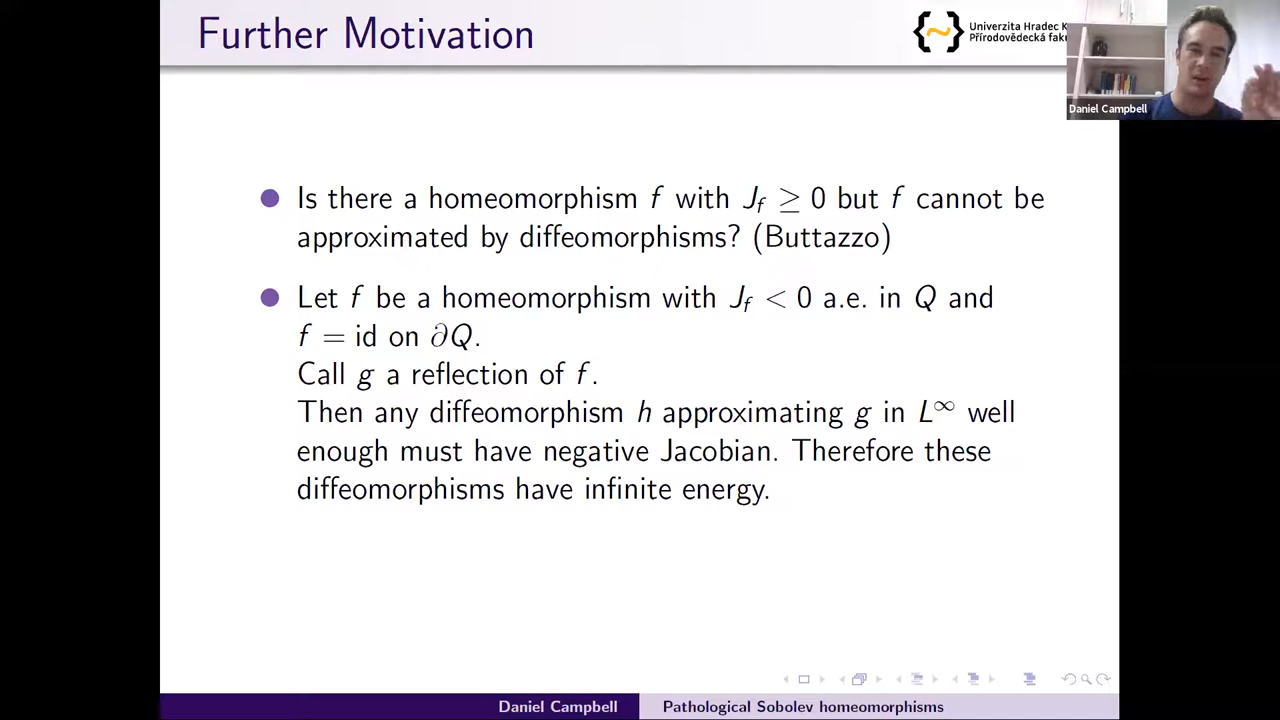 Further Motivation
Univerzita Hradec K
Přírodovědecká faku
Daniel Campbell
Is there a homeomorphism f with J_f ≥ 0 but f cannot be
approximated by diffeomorphisms? (Buttazzo)
Let f be a homeomorphism with J_f < 0 a.e. in Q and
f = id on ∂Q.
Call g a reflection of f.
Then any diffeomorphism h approximating g in L^∞ well
enough must have negative Jacobian. Therefore these
diffeomorphisms have infinite energy.
Daniel Campbell
Pathological Sobolev homeomorphisms